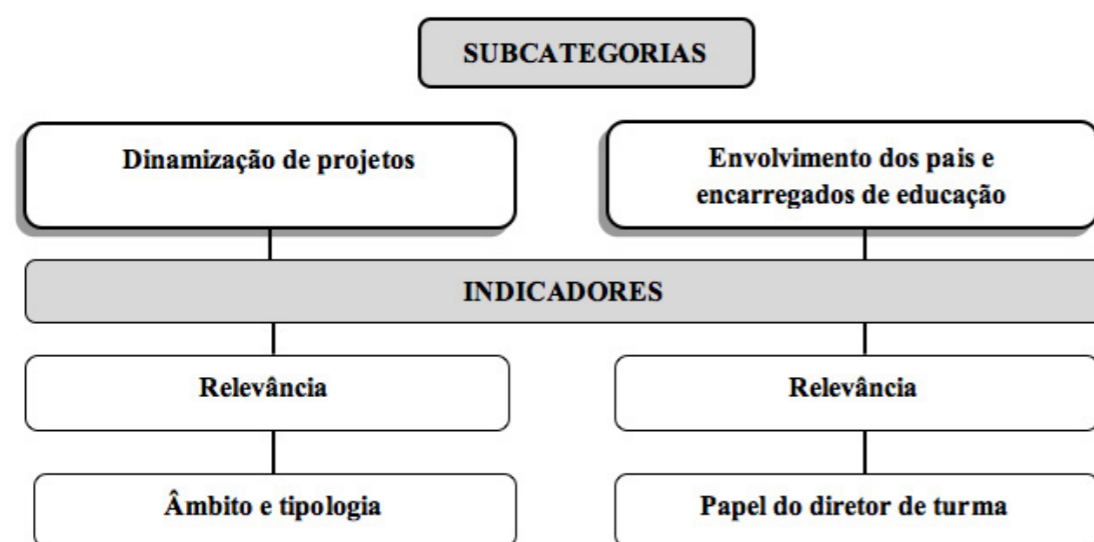 SUBCATEGORIAS
Dinamização de projetos
Envolvimento dos pais e
encarregados de educação
INDICADORES
Relevância
Relevância
Âmbito e tipologia
Papel do diretor de turma